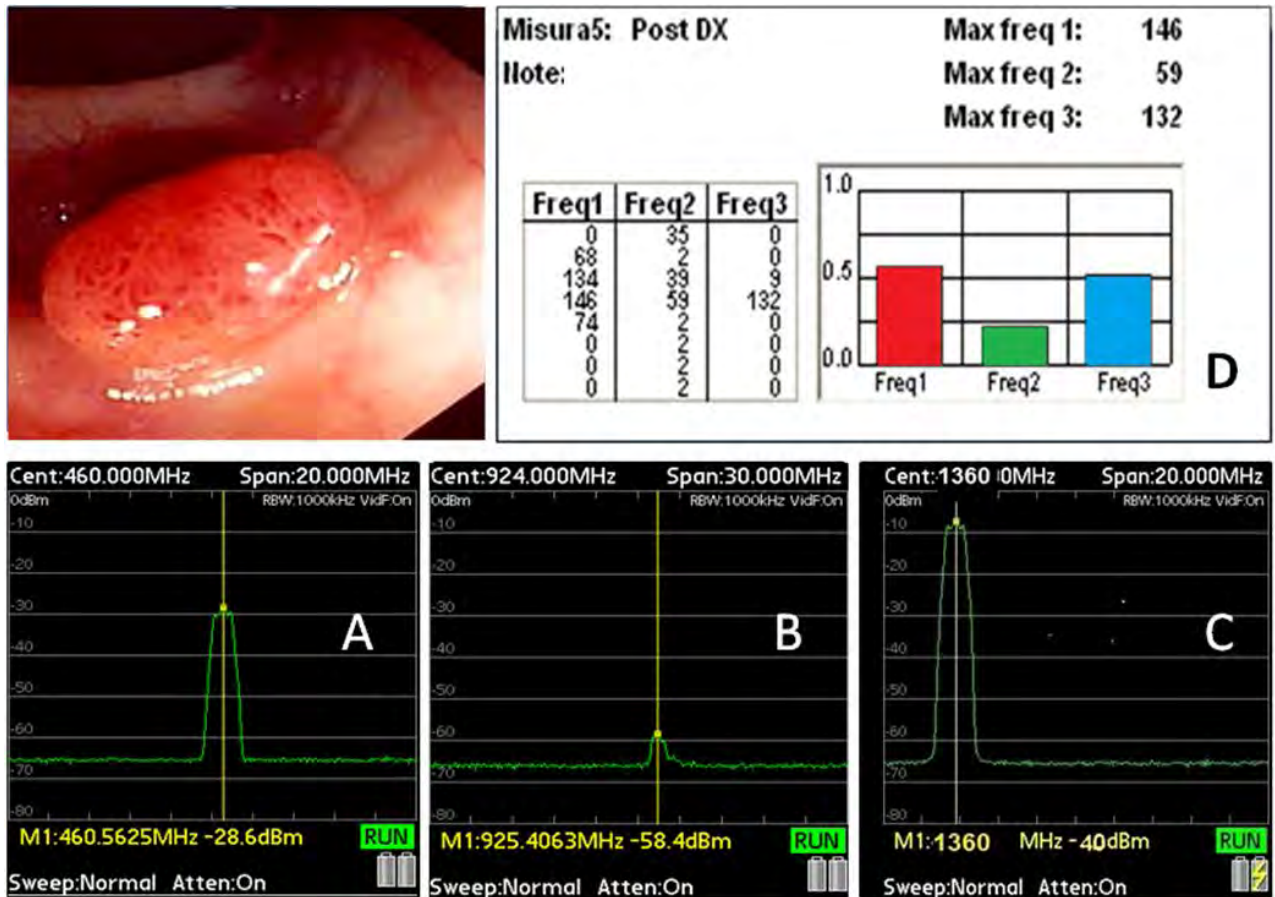 Misura5: Post DX
Note:
Max freq 1: 146
Max freq 2: 59
Max freq 3: 132
Freq1 Freq2 Freq3
0 35 0
68 2 0
134 39 9
146 59 132
74 2 0
0 2 0
0 2 0
0 2 0
1.0
0.5
0.0
Freq1 Freq2 Freq3
D
Cent:460.000MHz Span:20.000MHz
0dBm RBW:1000kHz VidF:On
-10
-20
-30
A
-40
-50
-60
-70
-80
M1:460.5625MHz -28.6dBm RUN
Sweep:Normal Atten:On
Cent:924.000MHz Span:30.000MHz
0dBm RBW:1000kHz VidF:On
-10
-20
-30
B
-40
-50
-60
-70
-80
M1:925.4063MHz -58.4dBm RUN
Sweep:Normal Atten:On
Cent:1360 0MHz Span:20.000MHz
0dBm RBW:1000kHz VidF:On
-10
-20
-30
C
-40
-50
-60
-70
-80
M1:1360 MHz -40dBm RUN
Sweep:Normal Atten:On